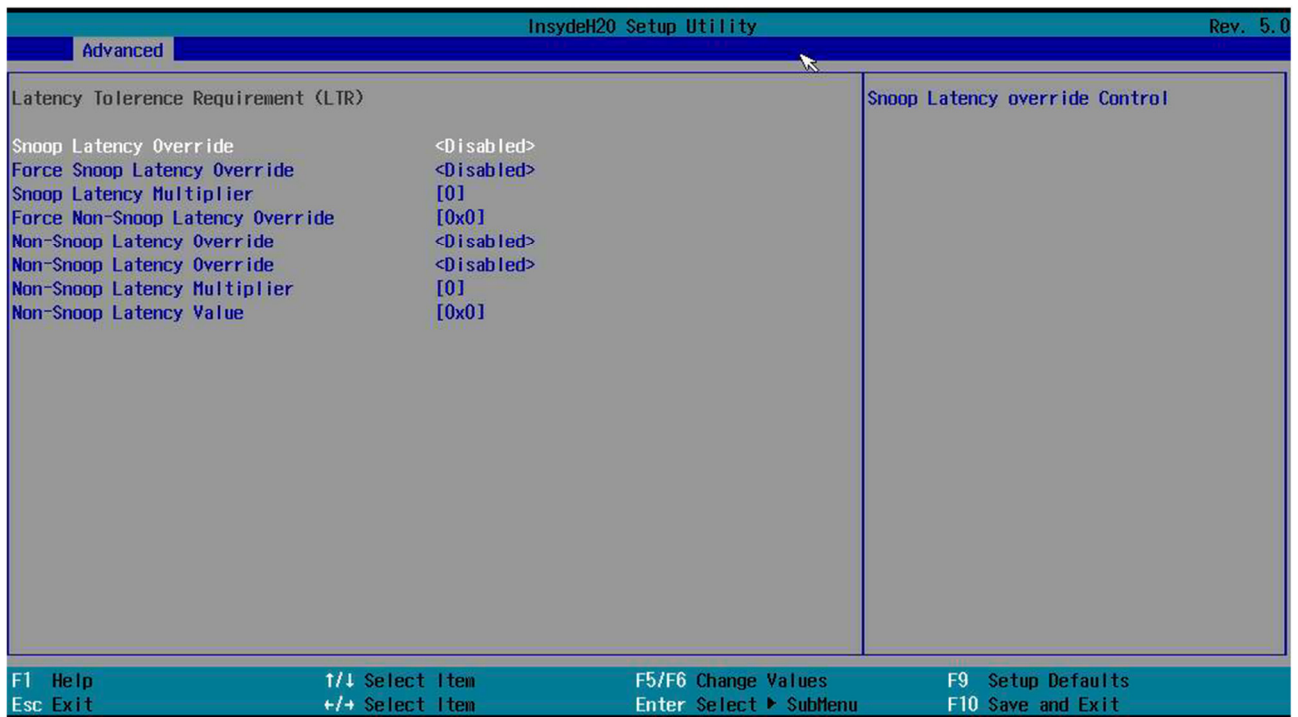 InsydeH20 Setup Utility Rev. 5.0
Advanced
Latency Tolerence Requirement (LTR)
Snoop Latency override Control
Snoop Latency Override <Disabled>
Force Snoop Latency Override <Disabled>
Snoop Latency Multiplier [0]
Force Non-Snoop Latency Override [0x0]
Non-Snoop Latency Override <Disabled>
Non-Snoop Latency Override <Disabled>
Non-Snoop Latency Multiplier [0]
Non-Snoop Latency Value [0x0]
F1 Help ↑/↓ Select Item F5/F6 Change Values F9 Setup Defaults
Esc Exit ←/→ Select Item Enter Select ▶ SubMenu F10 Save and Exit